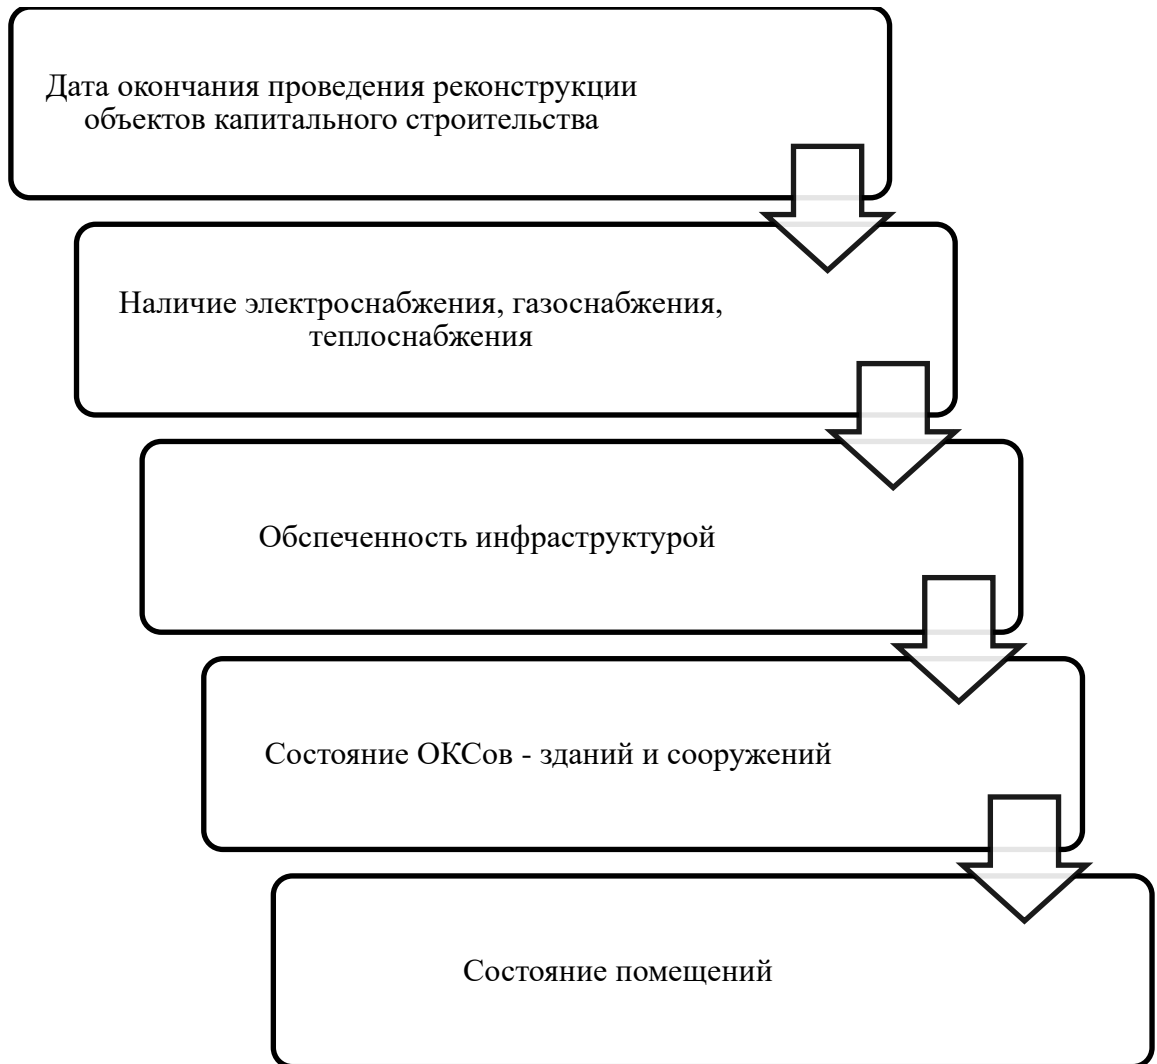 Дата окончания проведения реконструкции
объектов капитального строительства
Наличие электроснабжения, газоснабжения,
теплоснабжения
Обспеченность инфраструктурой
Состояние ОКСов - зданий и сооружений
Состояние помещений